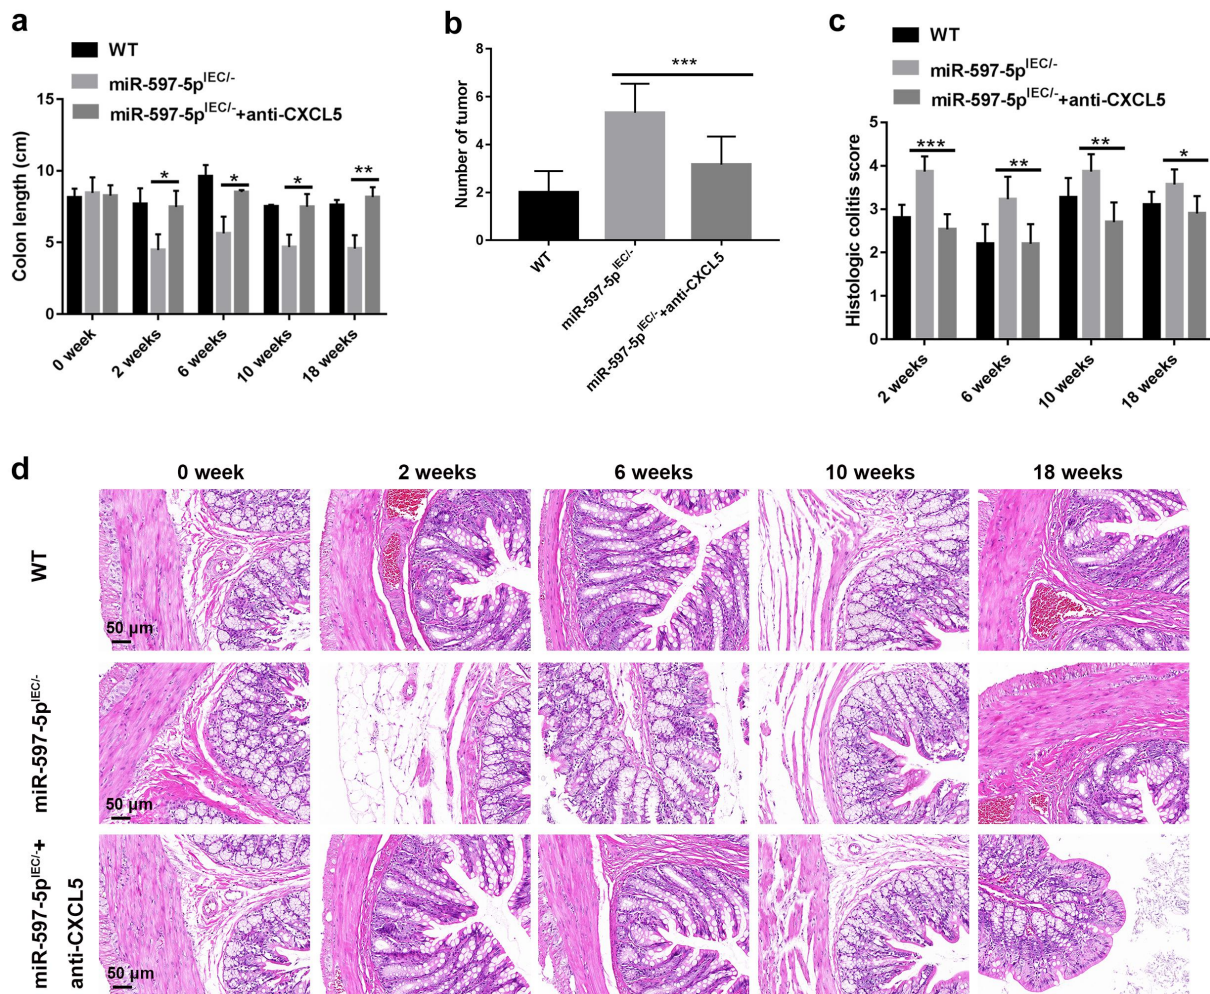 a
WT
miR-597-5pIEC/-
miR-597-5pIEC/-+anti-CXCL5
Colon length (cm)
15
10
5
0
*
*
*
**
0 week
2 weeks
6 weeks
10 weeks
18 weeks
b
Number of tumor
8
6
4
2
0
***
WT
miR-597-5pIEC/-
miR-597-5pIEC/-+anti-CXCL5
c
WT
miR-597-5pIEC/-
miR-597-5pIEC/-+anti-CXCL5
Histologic colitis score
5
4
3
2
1
0
***
**
**
*
2 weeks
6 weeks
10 weeks
18 weeks
d
0 week
2 weeks
6 weeks
10 weeks
18 weeks
WT
50 µm
miR-597-5pIEC/-
50 µm
miR-597-5pIEC/-+
anti-CXCL5
50 µm